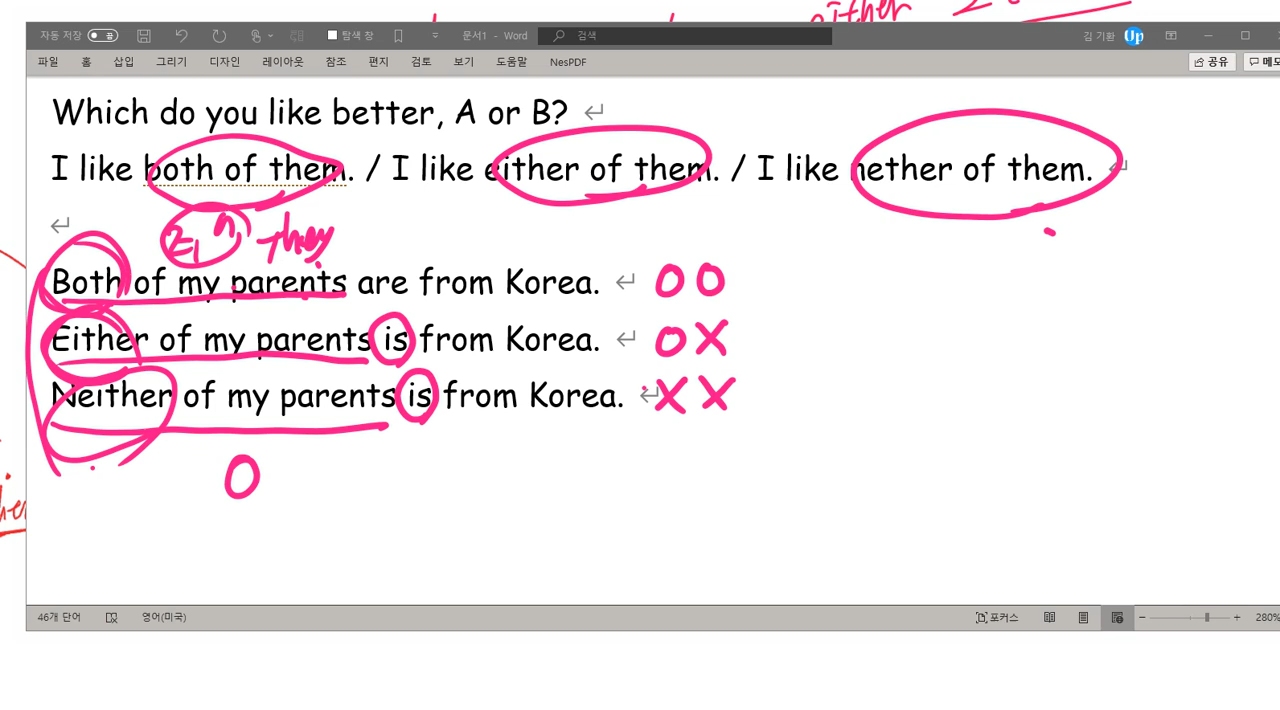 either 2
자동 저장 끔 탐색 창 문서1 - Word 검색 김 기환 Up
파일 홈 삽입 그리기 디자인 레이아웃 참조 편지 검토 보기 도움말 NesPDF 공유 메모
Which do you like better, A or B?
I like both of them. / I like either of them. / I like nether of them.
2, n, they
Both of my parents are from Korea. O O
Either of my parents is from Korea. O X
Neither of my parents is from Korea. X X
O
46개 단어 영어(미국) 포커스 280%